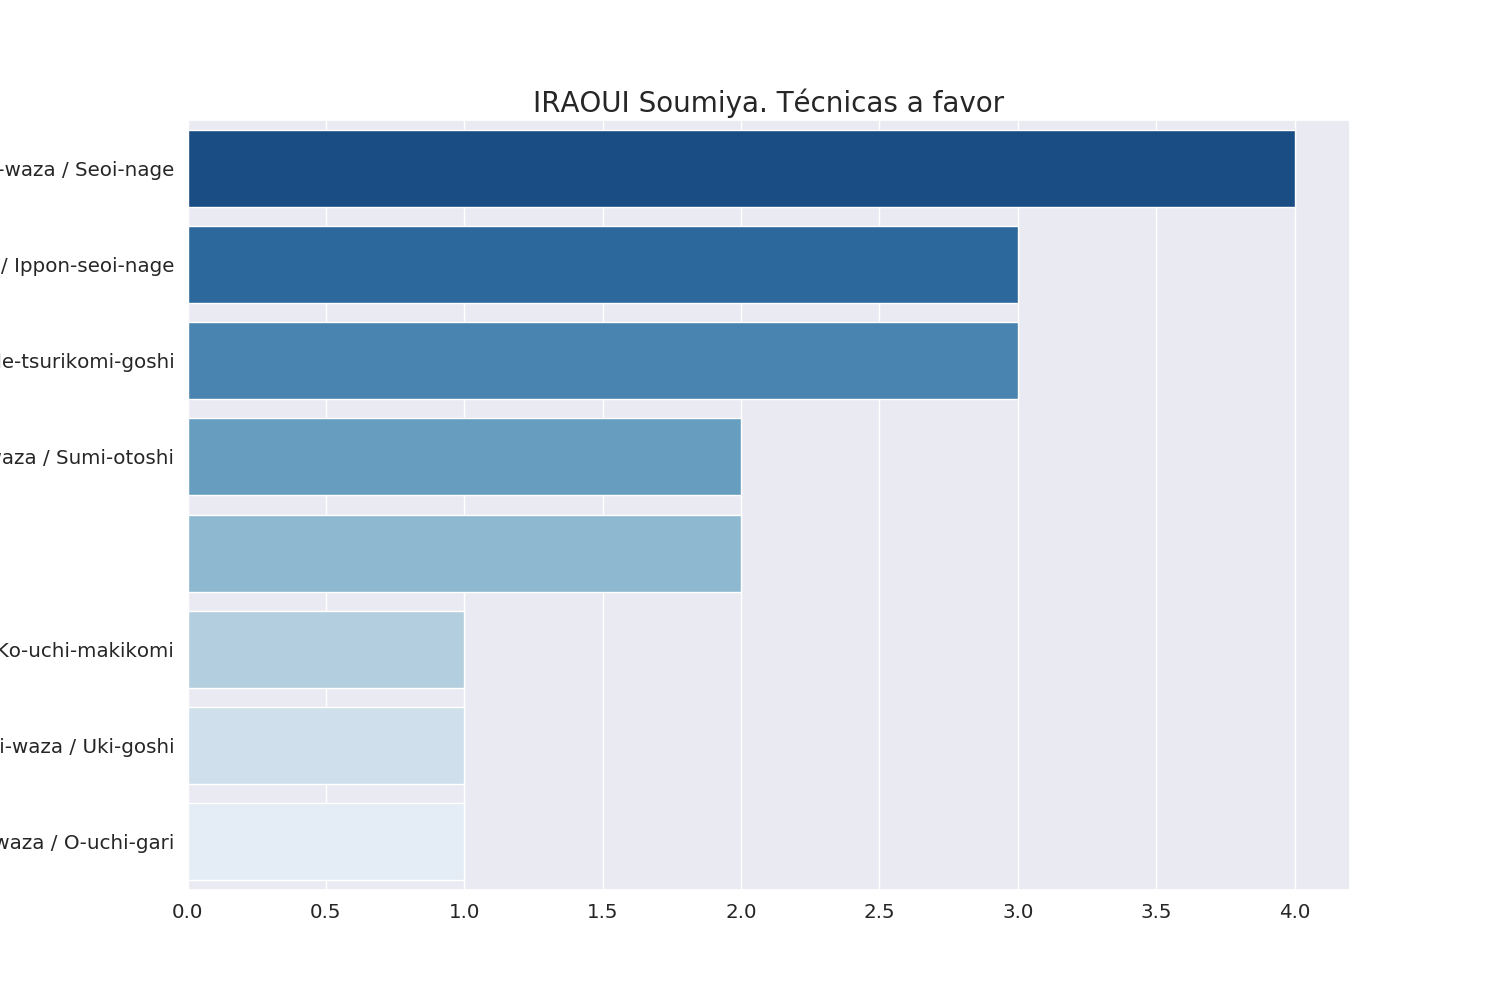 IRAOUI Soumiya. Técnicas a favor
-waza / Seoi-nage
/ Ippon-seoi-nage
-tsurikomi-goshi
/ Sumi-otoshi
Ko-uchi-makikomi
-waza / Uki-goshi
waza / O-uchi-gari
0.0 0.5 1.0 1.5 2.0 2.5 3.0 3.5 4.0